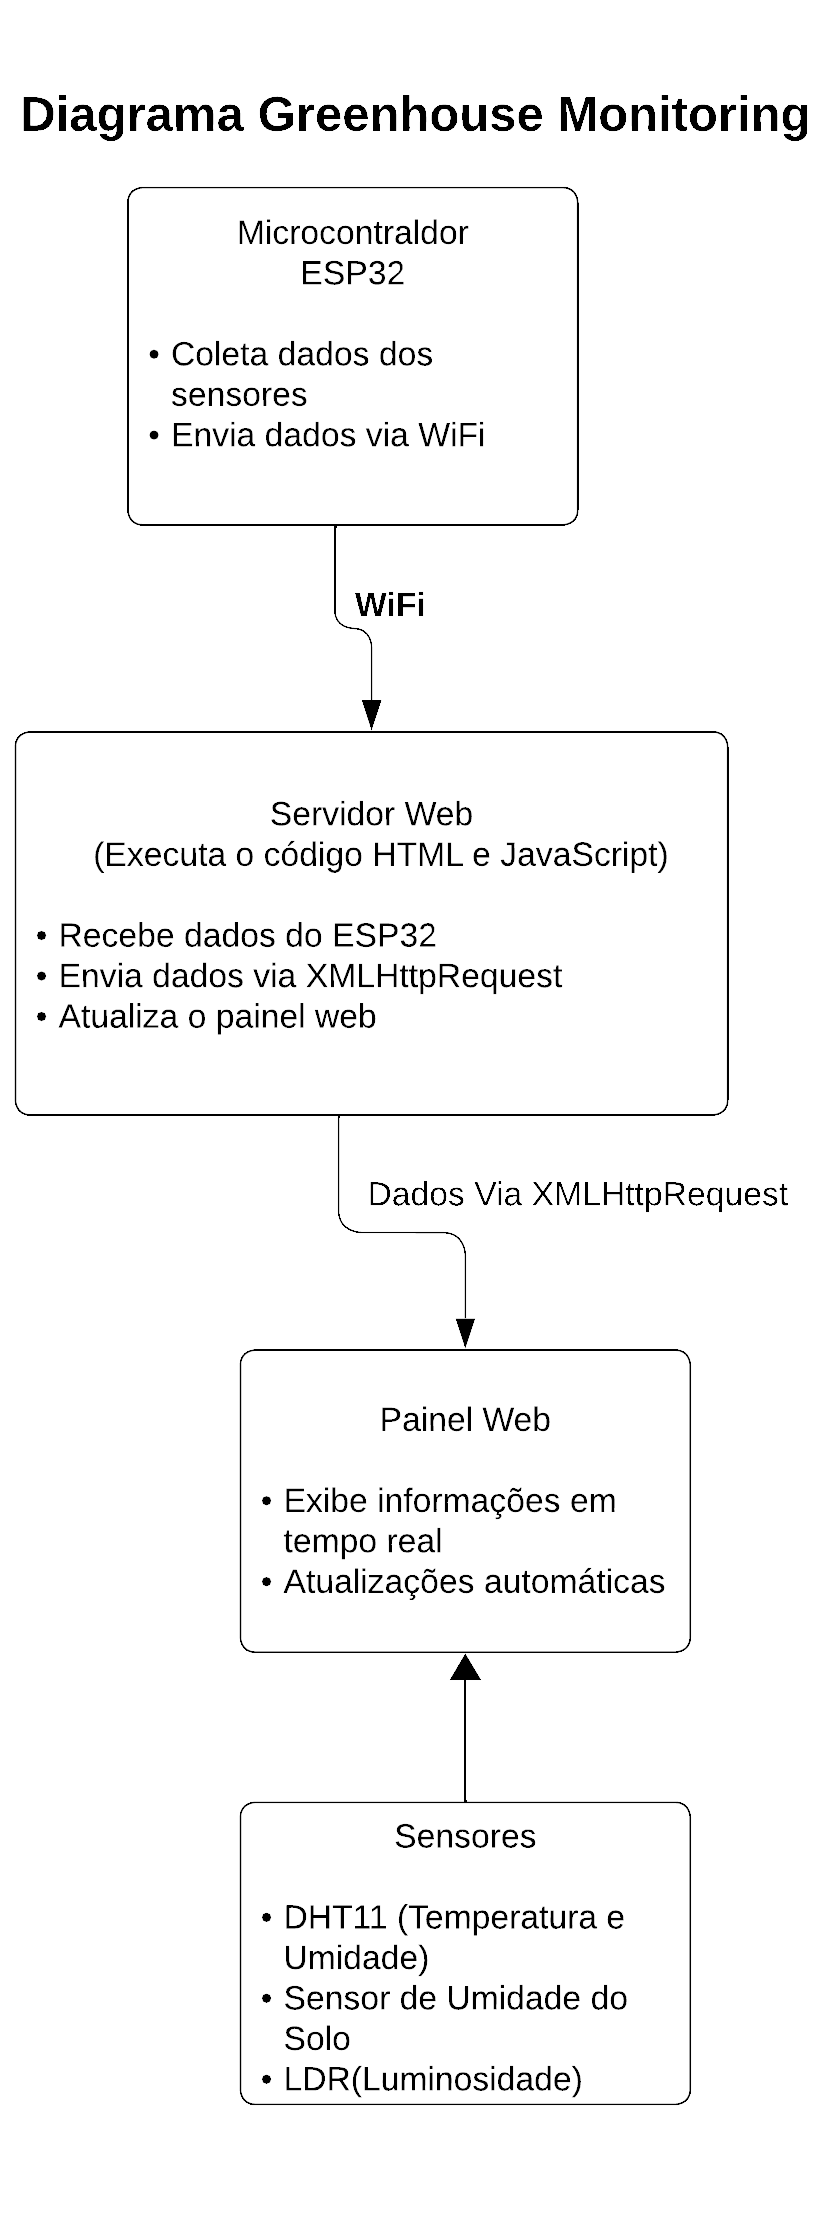 Diagrama Greenhouse Monitoring
Microcontraldor
ESP32
• Coleta dados dos
sensores
• Envia dados via WiFi
WiFi
Servidor Web
(Executa o código HTML e JavaScript)
• Recebe dados do ESP32
• Envia dados via XMLHttpRequest
• Atualiza o painel web
Dados Via XMLHttpRequest
Painel Web
• Exibe informações em
tempo real
• Atualizações automáticas
Sensores
• DHT11 (Temperatura e
Umidade)
• Sensor de Umidade do
Solo
• LDR(Luminosidade)